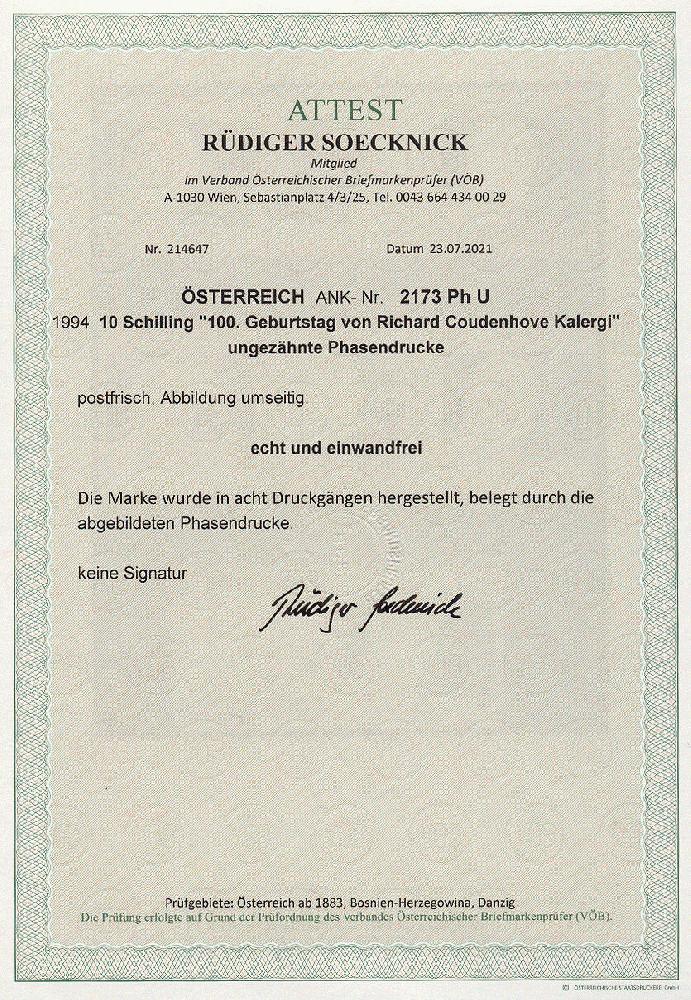 ATTEST
RÜDIGER SOECKNICK
Mitglied
im Verband Österreichischer Briefmarkenprüfer (VÖB)
A-1030 Wien, Sebastianplatz 4/3/25, Tel. 0043 664 434 00 29
Nr. 214647 Datum 23.07.2021
ÖSTERREICH ANK- Nr. 2173 Ph U
1994 10 Schilling "100. Geburtstag von Richard Coudenhove Kalergi"
ungezähnte Phasendrucke
postfrisch, Abbildung umseitig.
echt und einwandfrei
Die Marke wurde in acht Druckgängen hergestellt, belegt durch die
abgebildeten Phasendrucke.
keine Signatur
Rüdiger Soecknick
Prüfgebiete: Österreich ab 1883, Bosnien-Herzegowina, Danzig
Die Prüfung erfolgte auf Grund der Prüfordnung des verbandes Österreichischer Briefmarkenprüfer (VÖB).
(C) ÖSTERREICHISCHE STAATSDRUCKEREI GmbH